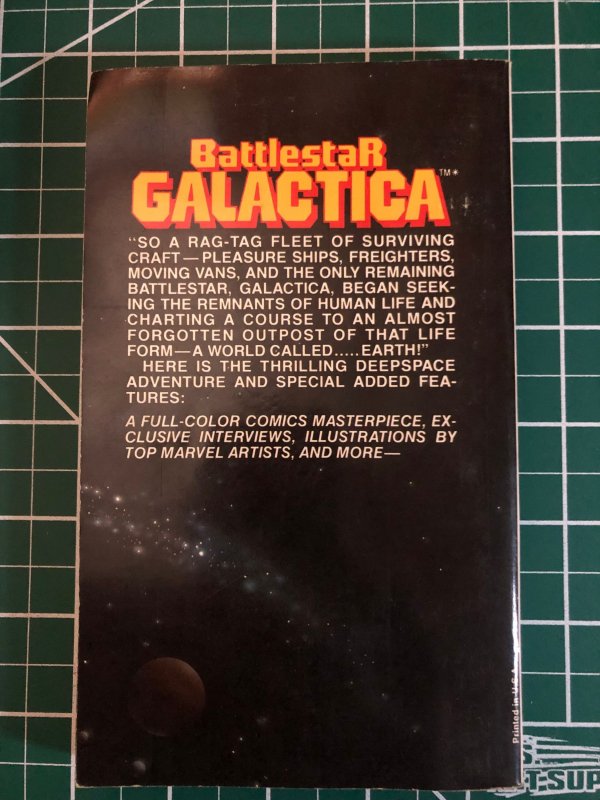 BattlestaR
GALACTICA™*
“SO A RAG-TAG FLEET OF SURVIVING
CRAFT—PLEASURE SHIPS, FREIGHTERS,
MOVING VANS, AND THE ONLY REMAINING
BATTLESTAR, GALACTICA, BEGAN SEEK-
ING THE REMNANTS OF HUMAN LIFE AND
CHARTING A COURSE TO AN ALMOST
FORGOTTEN OUTPOST OF THAT LIFE
FORM—A WORLD CALLED.....EARTH!”
HERE IS THE THRILLING DEEPSPACE
ADVENTURE AND SPECIAL ADDED FEA-
TURES:
A FULL-COLOR COMICS MASTERPIECE, EX-
CLUSIVE INTERVIEWS, ILLUSTRATIONS BY
TOP MARVEL ARTISTS, AND MORE—
Printed in U.S.A.